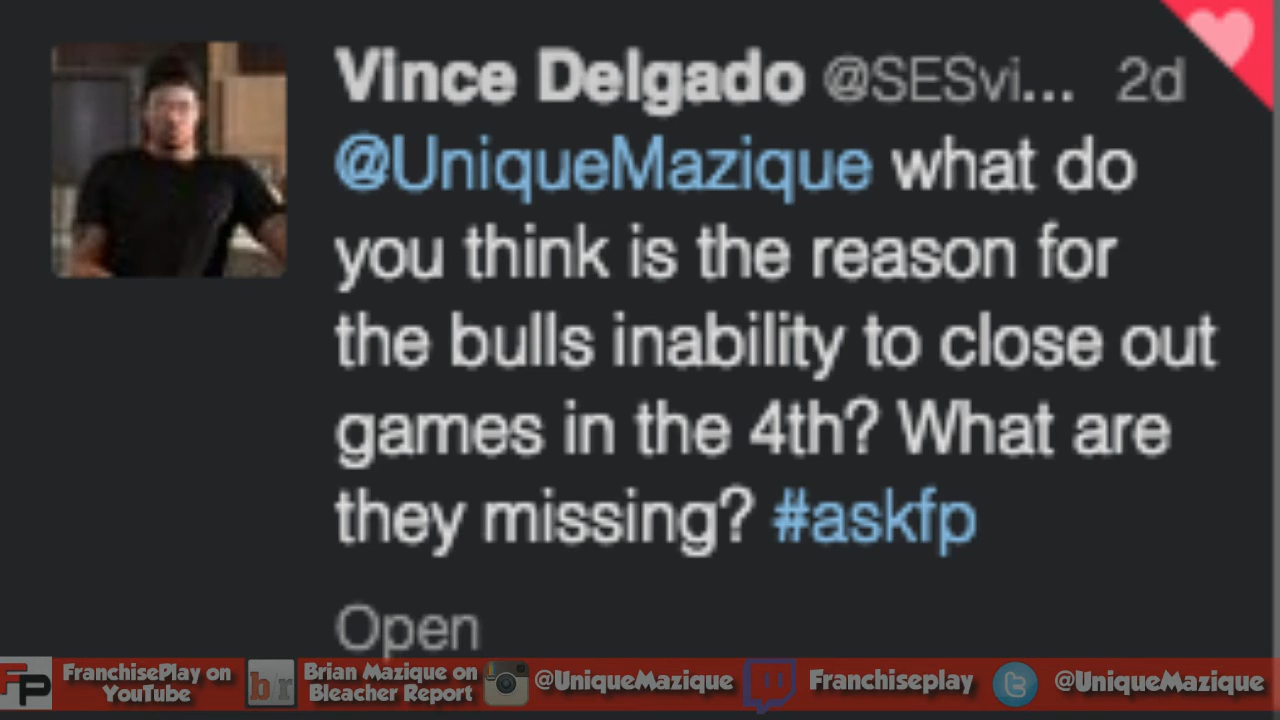 Vince Delgado @SESvi... 2d
@UniqueMazique what do
you think is the reason for
the bulls inability to close out
games in the 4th? What are
they missing? #askfp
Open
FP
FranchisePlay on
YouTube
b/r
Brian Mazique on
Bleacher Report
@UniqueMazique
Franchiseplay
@UniqueMazique